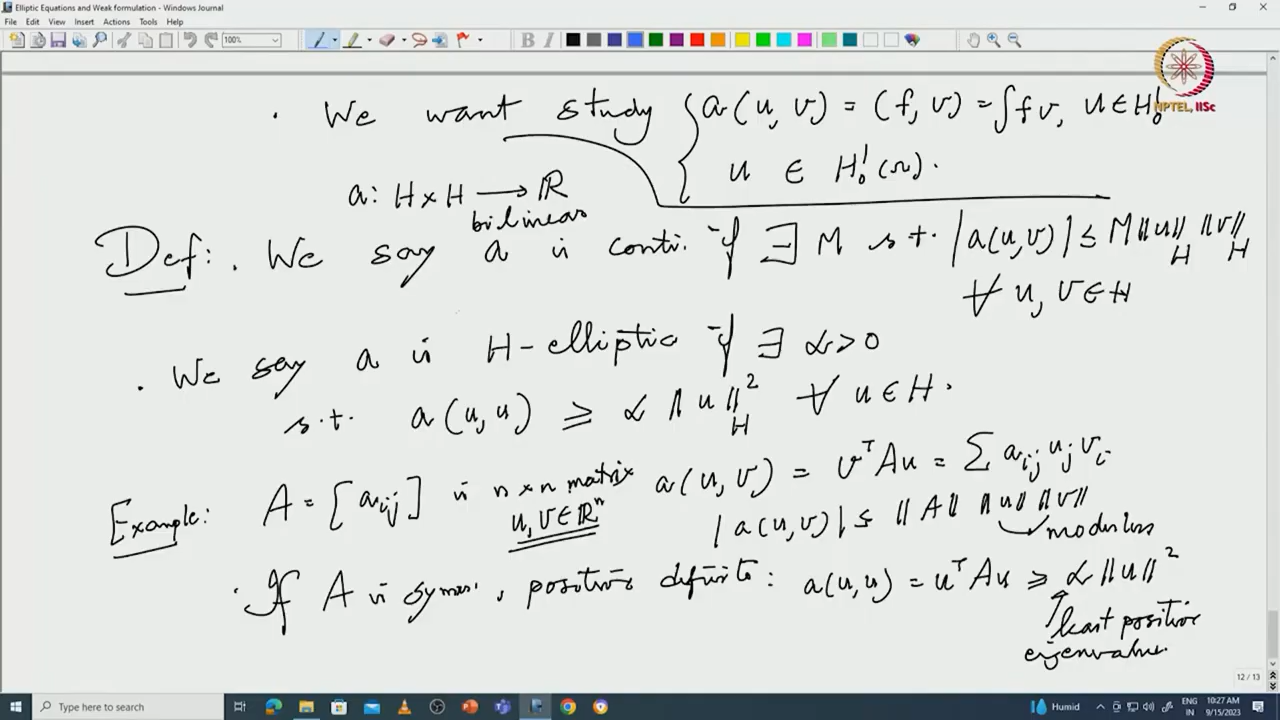 Elliptic Equations and Weak formulation - Windows Journal
File Edit View Insert Actions Tools Help
100%
NPTEL, IISc
· We want study { a(u, v) = (f, v) = ∫ f v, u ∈ H₀¹
u ∈ H₀¹(Ω).
a: H × H → ℝ
bilinear
Def: · We say a is conti. if ∃ M s.t. |a(u,v)| ≤ M ‖u‖_H ‖v‖_H
∀ u, v ∈ H
· We say a is H-elliptic if ∃ α > 0
s.t. a(u, u) ≥ α ‖u‖²_H ∀ u ∈ H.
Example: A = [a_ij] is n×n matrix a(u, v) = vᵀAu = Σ a_ij u_j v_i
u, v ∈ ℝⁿ |a(u,v)| ≤ ‖A‖ ‖u‖ ‖v‖
modulus
· If A is symm., positive definite: a(u,u) = uᵀAu ≥ α ‖u‖²
least positive
eigenvalue.
12 / 13
Type here to search
Humid
ENG
IN
10:27 AM
9/15/2023